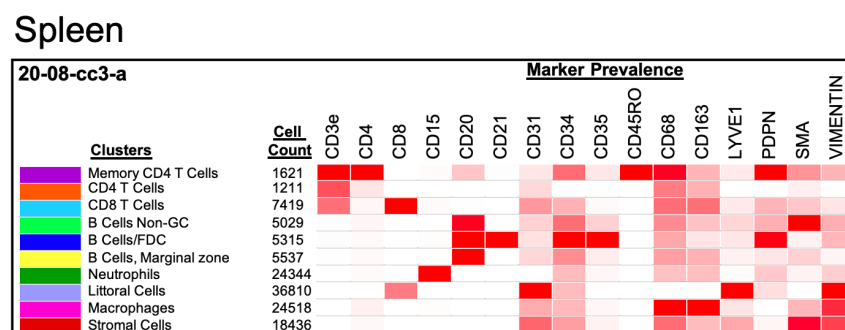 Spleen
20-08-cc3-a
Marker Prevalence
Clusters
Cell Count
CD3e CD4 CD8 CD15 CD20 CD21 CD31 CD34 CD35 CD45RO CD68 CD163 LYVE1 PDPN SMA VIMENTIN
Memory CD4 T Cells 1621
CD4 T Cells 1211
CD8 T Cells 7419
B Cells Non-GC 5029
B Cells/FDC 5315
B Cells, Marginal zone 5537
Neutrophils 24344
Littoral Cells 36810
Macrophages 24518
Stromal Cells 18436